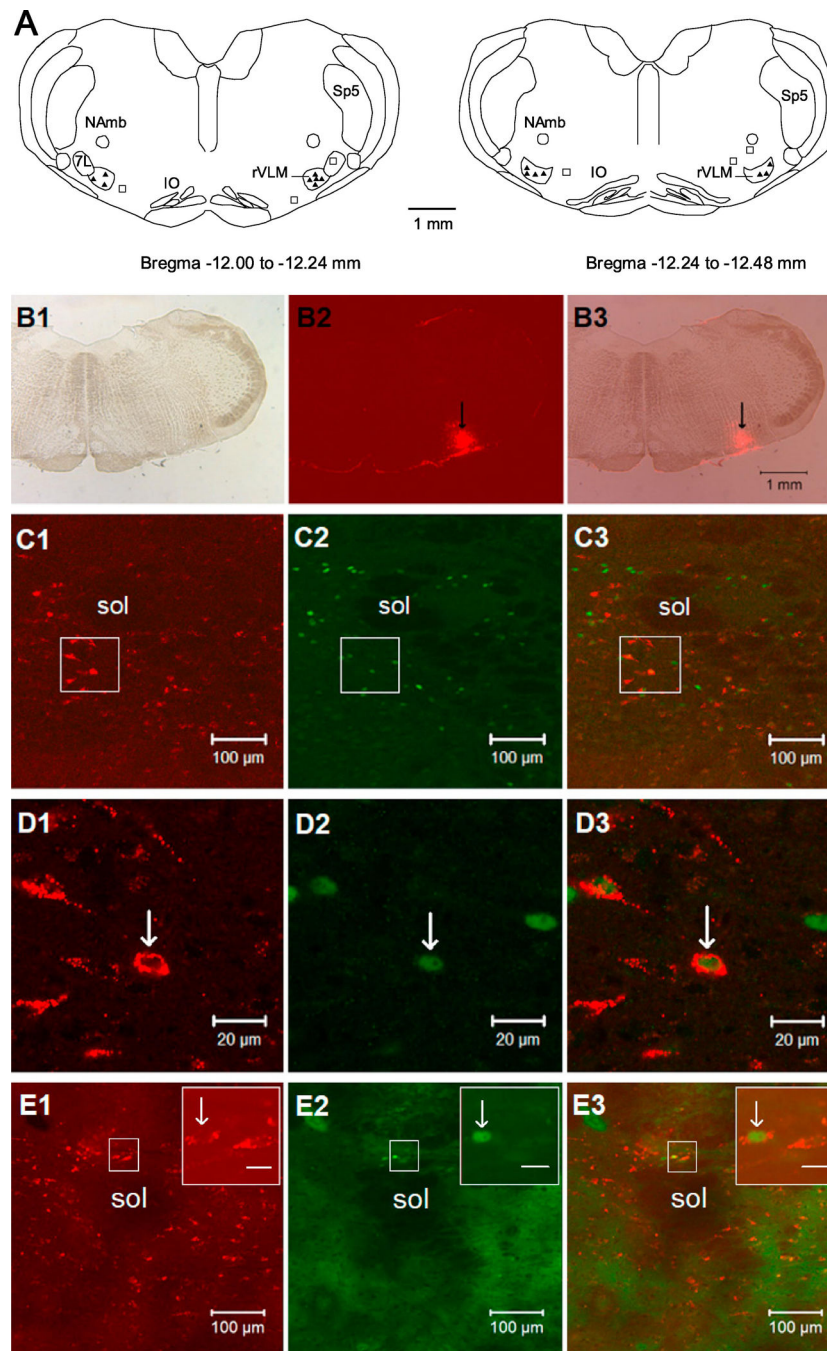 A
NAmb
7L
IO
rVLM
Sp5
NAmb
IO
rVLM
Sp5
1 mm
Bregma -12.00 to -12.24 mm
Bregma -12.24 to -12.48 mm
B1
B2
B3
1 mm
C1
sol
100 µm
C2
sol
100 µm
C3
sol
100 µm
D1
20 µm
D2
20 µm
D3
20 µm
E1
sol
100 µm
E2
sol
100 µm
E3
sol
100 µm